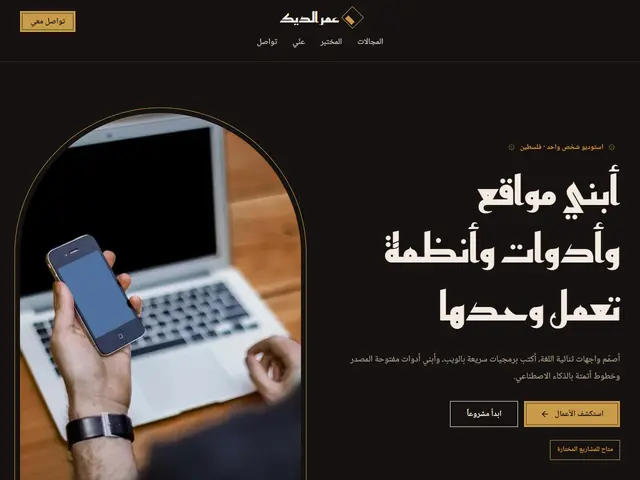 عمر الديك
تواصل معي
المجالات
المختبر
عنّي
تواصل
استوديو شخص واحد · فلسطين
أبني مواقع
وأدوات وأنظمة
تعمل وحدها
أصمّم واجهات ثنائية اللغة، أكتب برمجيات سريعة بالويب، وأبني أدوات مفتوحة المصدر
وخطوط أتمتة بالذكاء الاصطناعي.
استكشف الأعمال ←
ابدأ مشروعاً
متاح للمشاريع المختارة